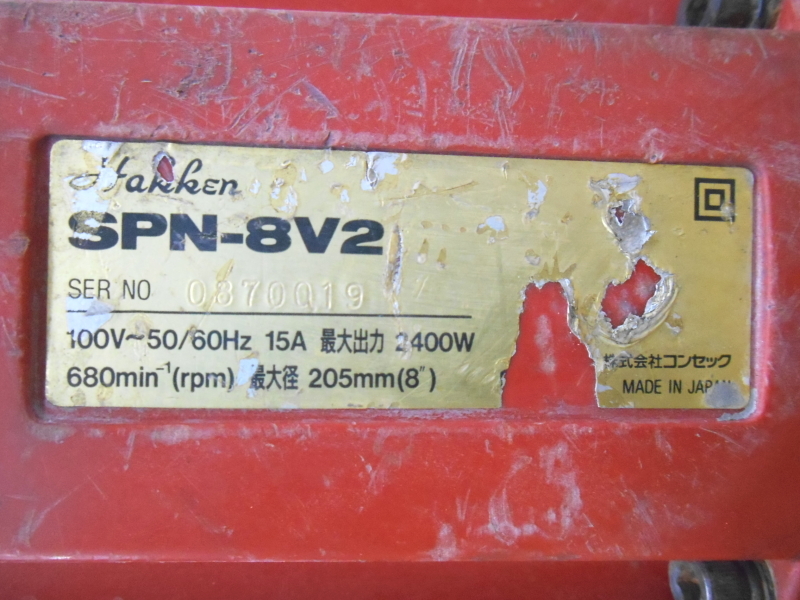 Hakken
SPN-8V2
SER NO 0870019
100V~50/60Hz 15A 最大出力 2400W
680min⁻¹(rpm) 最大径 205mm(8")
株式会社コンセック
MADE IN JAPAN